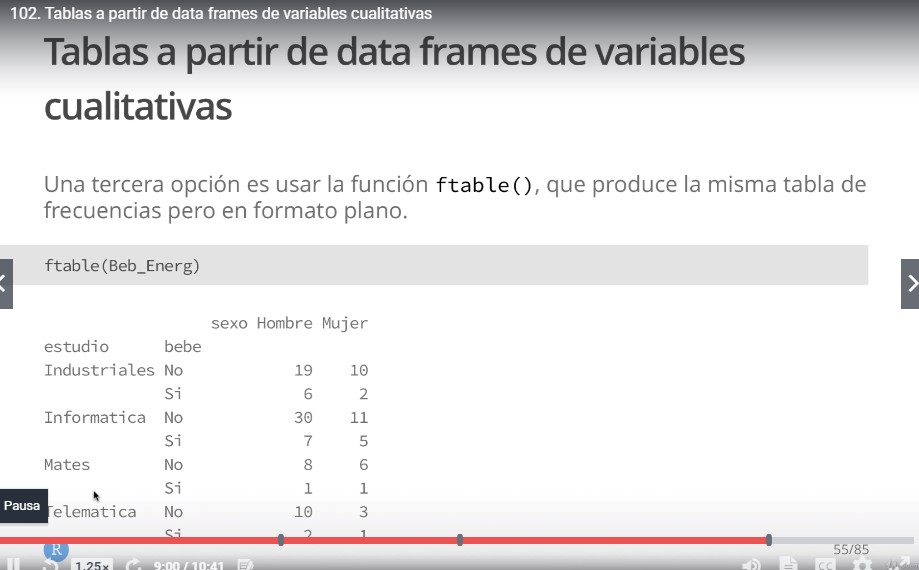 102. Tablas a partir de data frames de variables cualitativas
Tablas a partir de data frames de variables
cualitativas
Una tercera opción es usar la función ftable(), que produce la misma tabla de
frecuencias pero en formato plano.
ftable(Beb_Energ)
sexo Hombre Mujer
estudio bebe
Industriales No 19 10
Si 6 2
Informatica No 30 11
Si 7 5
Mates No 8 6
Si 1 1
Pausa
Telematica No 10 3
Si 2 1
R
55/85
1.25x 9:00 / 10:41
CC